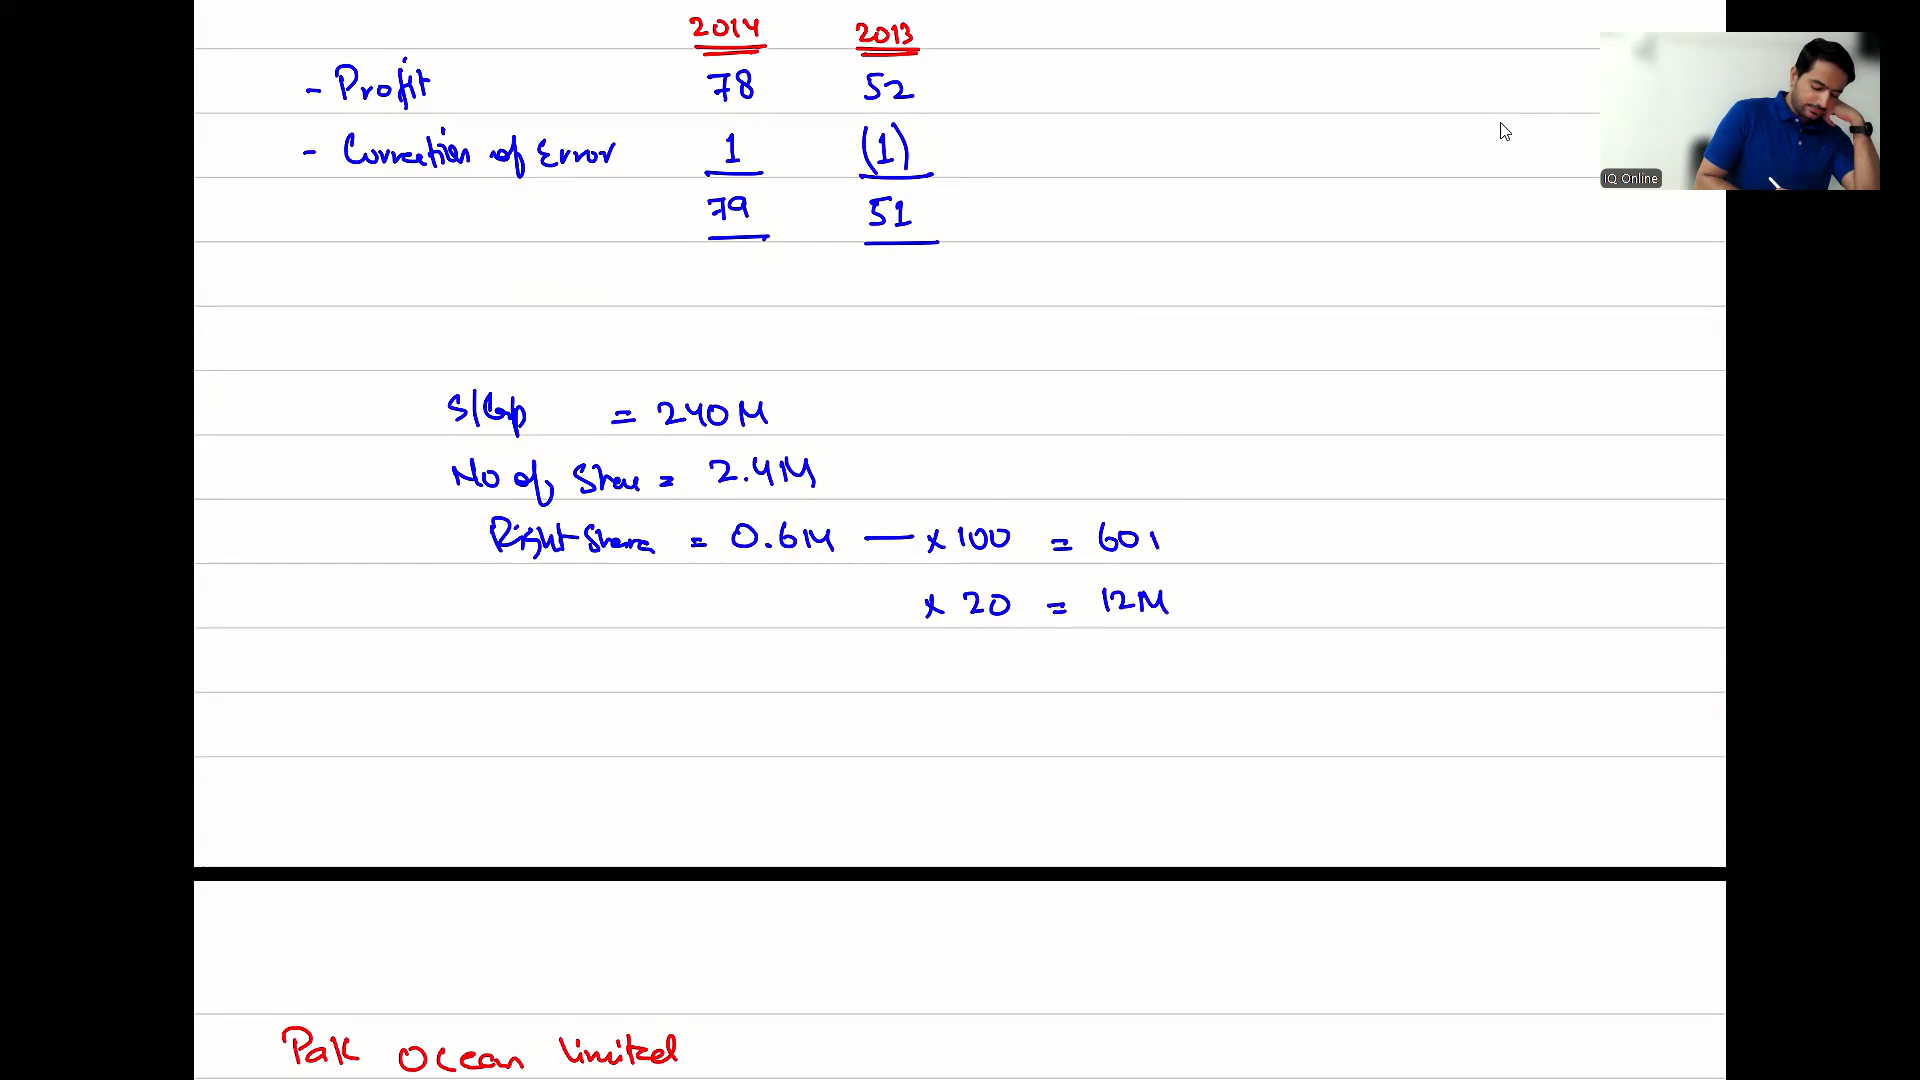 2014 2013
- Profit 78 52
- Correction of Error 1 (1)
79 51
IQ Online
S/Cap = 240M
No of Share = 2.4M
Right Share = 0.6M — x 100 = 60
x 20 = 12M
Pak Ocean limited